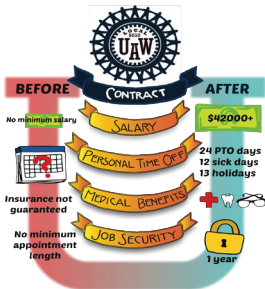 LOCAL
UAW
BEFORE
CONTRACT
AFTER
No minimum salary
SALARY
$42000+
PERSONAL TIME OFF
24 PTO days
12 sick days
13 holidays
?
Insurance not
guaranteed
MEDICAL BENEFITS
No minimum
appointment
length
JOB SECURITY
1 year